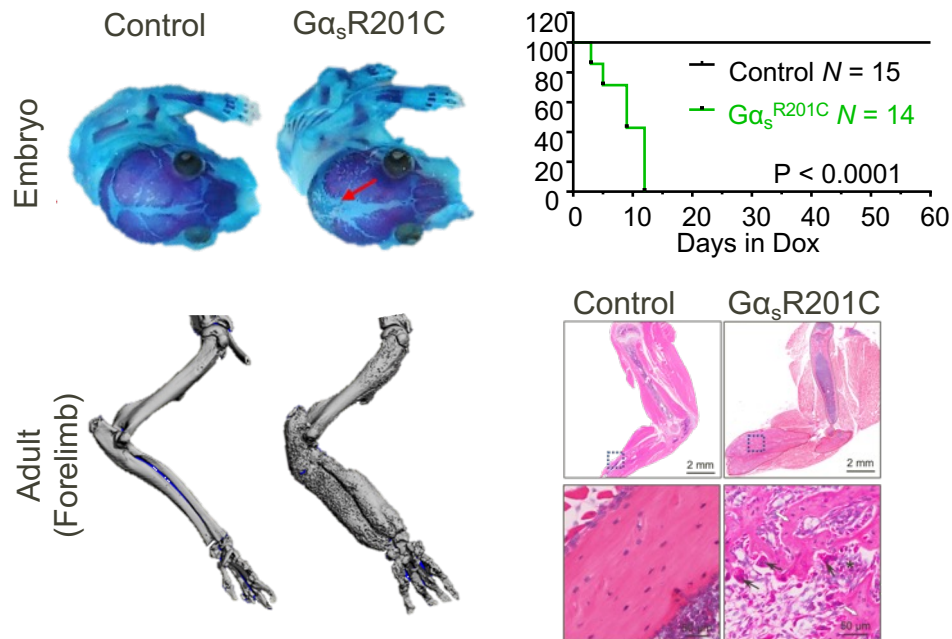 Control
GαsR201C
Embryo
120
100
80
60
40
20
0
Control N = 15
GαsR201C N = 14
P < 0.0001
0
10
20
30
40
50
60
Days in Dox
Adult
(Forelimb)
Control
GαsR201C
2 mm
2 mm
50 µm
*